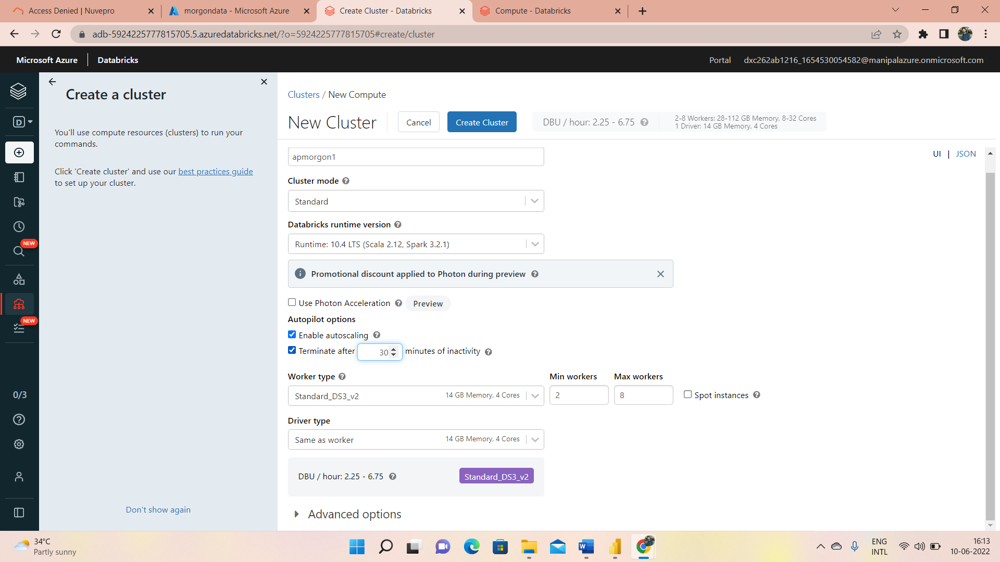 Access Denied | Nuvepro
morgondata - Microsoft Azure
Create Cluster - Databricks
Compute - Databricks
adb-5924225777815705.5.azuredatabricks.net/?o=5924225777815705#create/cluster
Microsoft Azure
Databricks
Portal
dxc262ab1216_1654530054582@manipalazure.onmicrosoft.com
D
NEW
NEW
0/3
Create a cluster
You'll use compute resources (clusters) to run your
commands.
Click 'Create cluster' and use our best practices guide
to set up your cluster.
Don't show again
Clusters / New Compute
New Cluster
Cancel
Create Cluster
DBU / hour: 2.25 - 6.75
2-8 Workers: 28-112 GB Memory, 8-32 Cores
1 Driver: 14 GB Memory, 4 Cores
UI | JSON
apmorgon1
Cluster mode
Standard
Databricks runtime version
Runtime: 10.4 LTS (Scala 2.12, Spark 3.2.1)
Promotional discount applied to Photon during preview
Use Photon Acceleration
Preview
Autopilot options
Enable autoscaling
Terminate after 30 minutes of inactivity
Worker type
Min workers
Max workers
Standard_DS3_v2
14 GB Memory, 4 Cores
2
8
Spot instances
Driver type
Same as worker
14 GB Memory, 4 Cores
DBU / hour: 2.25 - 6.75
Standard_DS3_v2
Advanced options
34°C
Partly sunny
ENG
INTL
16:13
10-06-2022